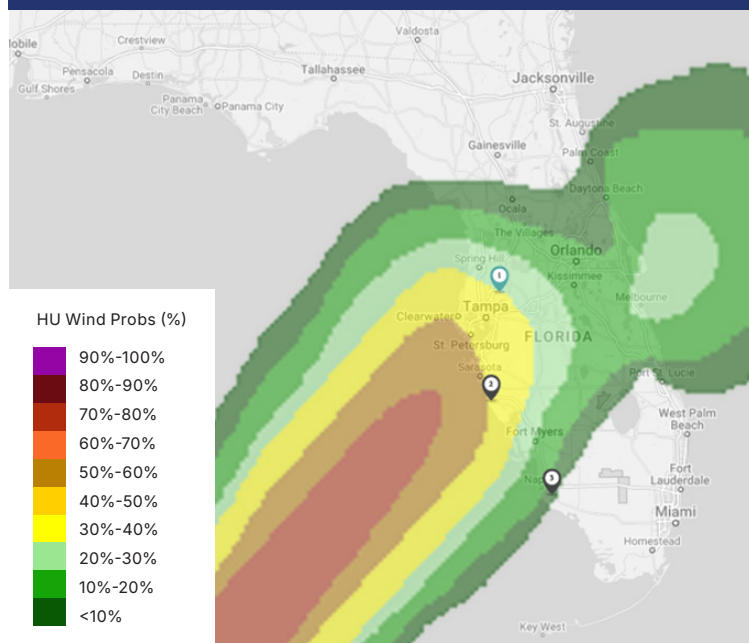 Valdosta
Mobile
Crestview
Tallahassee
Pensacola
Destin
Jacksonville
Gulf Shores
Panama
City Beach
Panama City
St. Augustine
Gainesville
Palm Coast
Daytona Beach
Ocala
The Villages
Orlando
Spring Hill
1
Kissimmee
Melbourne
Tampa
Clearwater
FLORIDA
St. Petersburg
Sarasota
2
Port St. Lucie
West Palm
Beach
Fort Myers
3
Fort
Lauderdale
Miami
Homestead
Key West
HU Wind Probs (%)
90%-100%
80%-90%
70%-80%
60%-70%
50%-60%
40%-50%
30%-40%
20%-30%
10%-20%
<10%